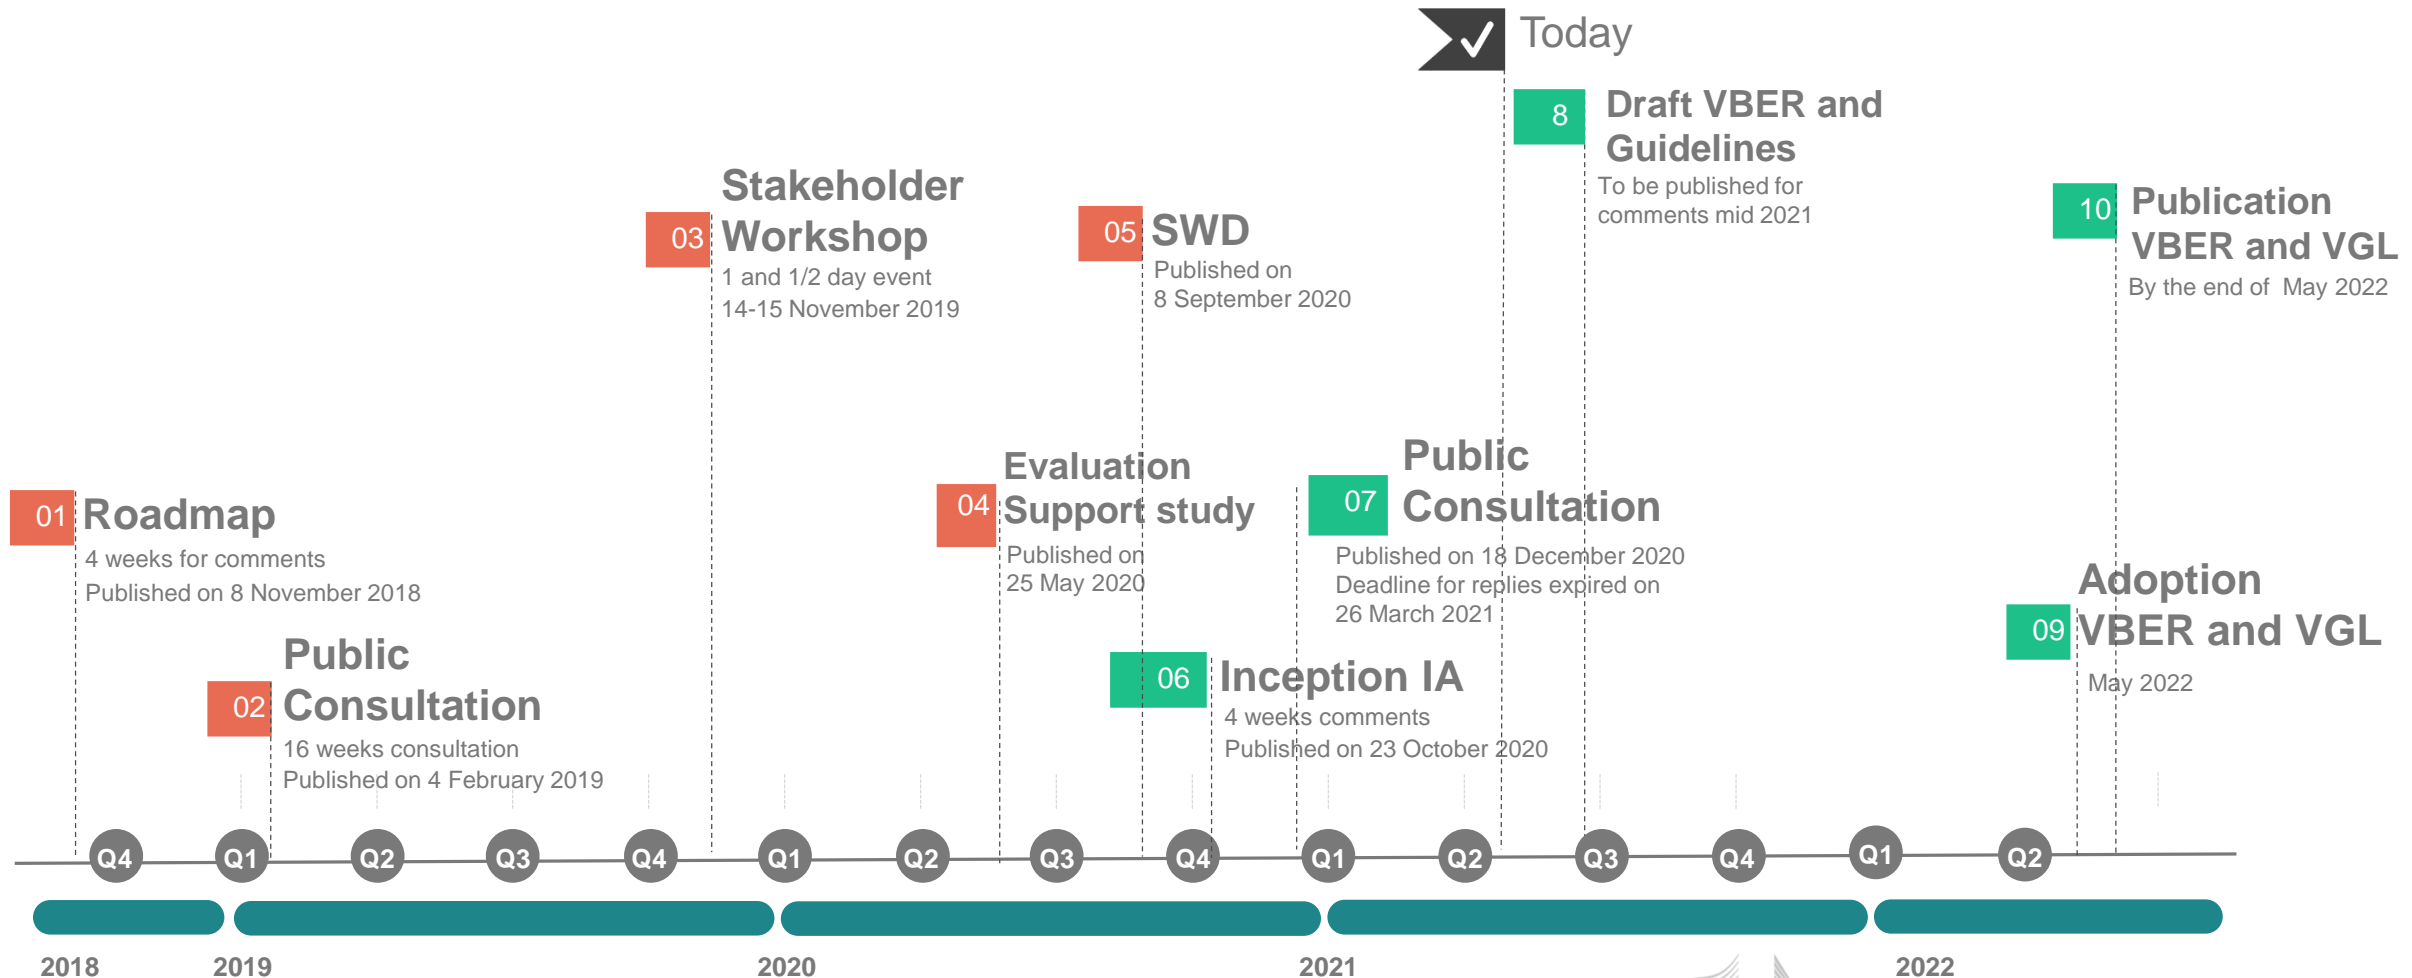 Today
8
Draft VBER and
Guidelines
To be published for
comments mid 2021
03
Stakeholder
Workshop
1 and 1/2 day event
14-15 November 2019
05
SWD
Published on
8 September 2020
10
Publication
VBER and VGL
By the end of  May 2022
01
Roadmap
4 weeks for comments
Published on 8 November 2018
04
Evaluation
Support study
Published on
25 May 2020
07
Public
Consultation
Published on 18 December 2020
Deadline for replies expired on
26 March 2021
02
Public
Consultation
16 weeks consultation
Published on 4 February 2019
06
Inception IA
4 weeks comments
Published on 23 October 2020
09
Adoption
VBER and VGL
May 2022
Q4 Q1 Q2 Q3 Q4 Q1 Q2 Q3 Q4 Q1 Q2 Q3 Q4 Q1 Q2
2018 2019 2020 2021 2022